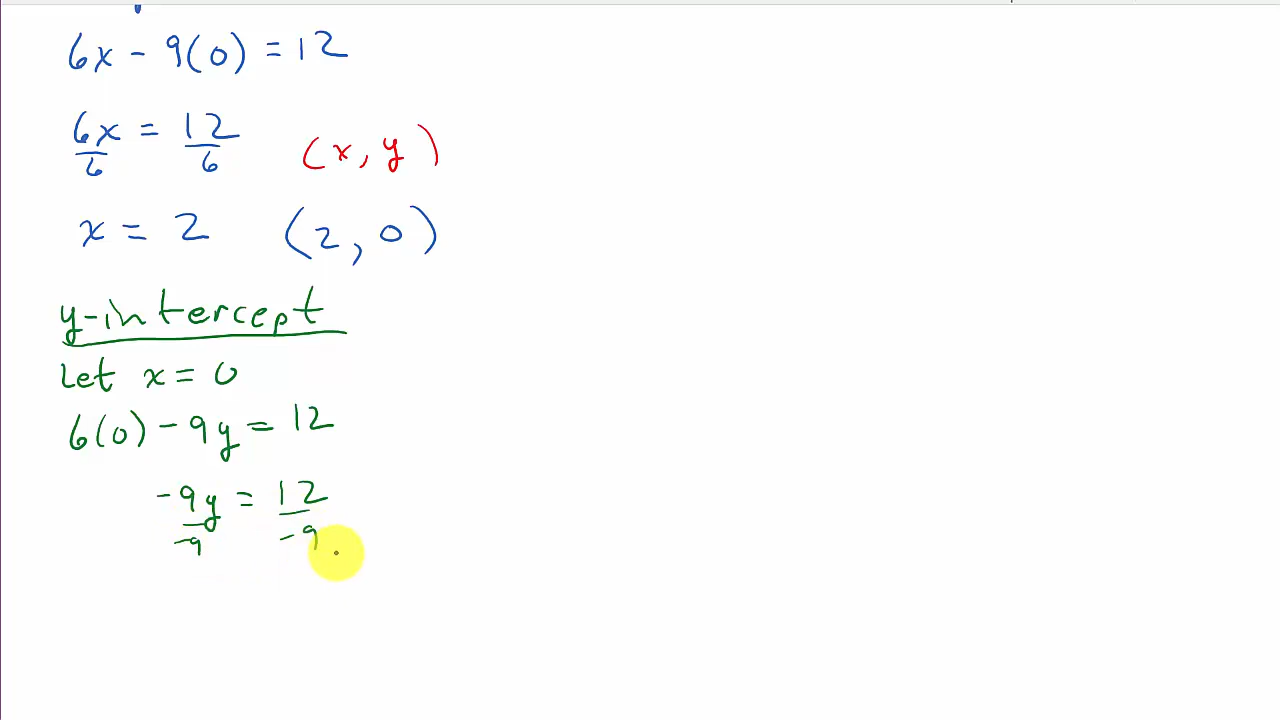 6x - 9(0) = 12
6x = 12
6 6
(x, y)
x = 2 (2, 0)
y-intercept
Let x = 0
6(0) - 9y = 12
-9y = 12
-9 -9